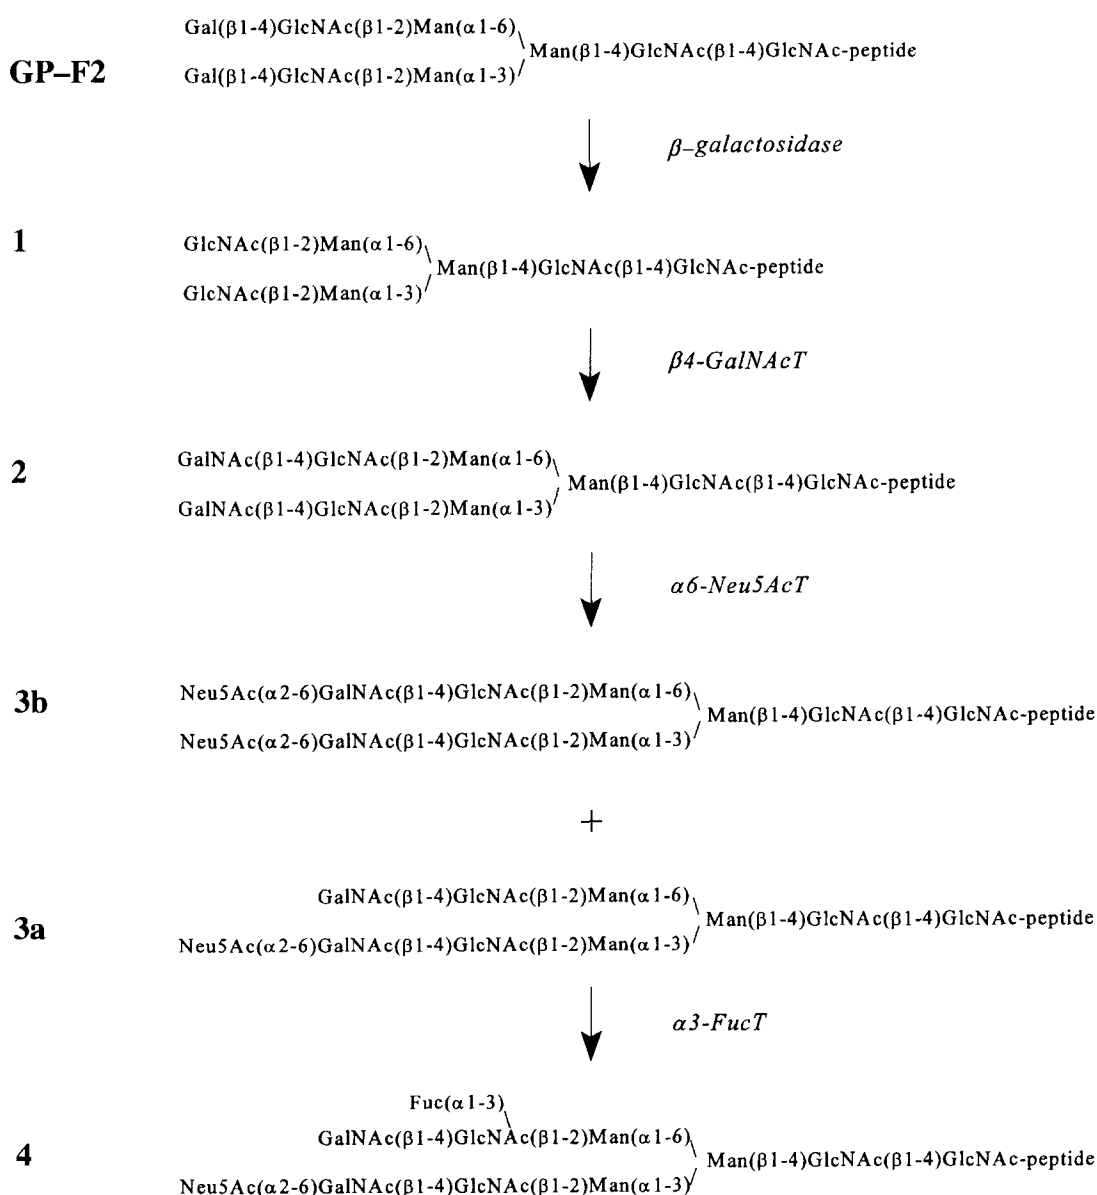 Gal(β1-4)GlcNAc(β1-2)Man(α1-6)
Man(β1-4)GlcNAc(β1-4)GlcNAc-peptide
GP–F2
Gal(β1-4)GlcNAc(β1-2)Man(α1-3)
β–galactosidase
1
GlcNAc(β1-2)Man(α1-6)
Man(β1-4)GlcNAc(β1-4)GlcNAc-peptide
GlcNAc(β1-2)Man(α1-3)
β4-GalNAcT
2
GalNAc(β1-4)GlcNAc(β1-2)Man(α1-6)
Man(β1-4)GlcNAc(β1-4)GlcNAc-peptide
GalNAc(β1-4)GlcNAc(β1-2)Man(α1-3)
α6-Neu5AcT
3b
Neu5Ac(α2-6)GalNAc(β1-4)GlcNAc(β1-2)Man(α1-6)
Man(β1-4)GlcNAc(β1-4)GlcNAc-peptide
Neu5Ac(α2-6)GalNAc(β1-4)GlcNAc(β1-2)Man(α1-3)
+
GalNAc(β1-4)GlcNAc(β1-2)Man(α1-6)
3a
Man(β1-4)GlcNAc(β1-4)GlcNAc-peptide
Neu5Ac(α2-6)GalNAc(β1-4)GlcNAc(β1-2)Man(α1-3)
α3-FucT
Fuc(α1-3)
GalNAc(β1-4)GlcNAc(β1-2)Man(α1-6)
4
Man(β1-4)GlcNAc(β1-4)GlcNAc-peptide
Neu5Ac(α2-6)GalNAc(β1-4)GlcNAc(β1-2)Man(α1-3)